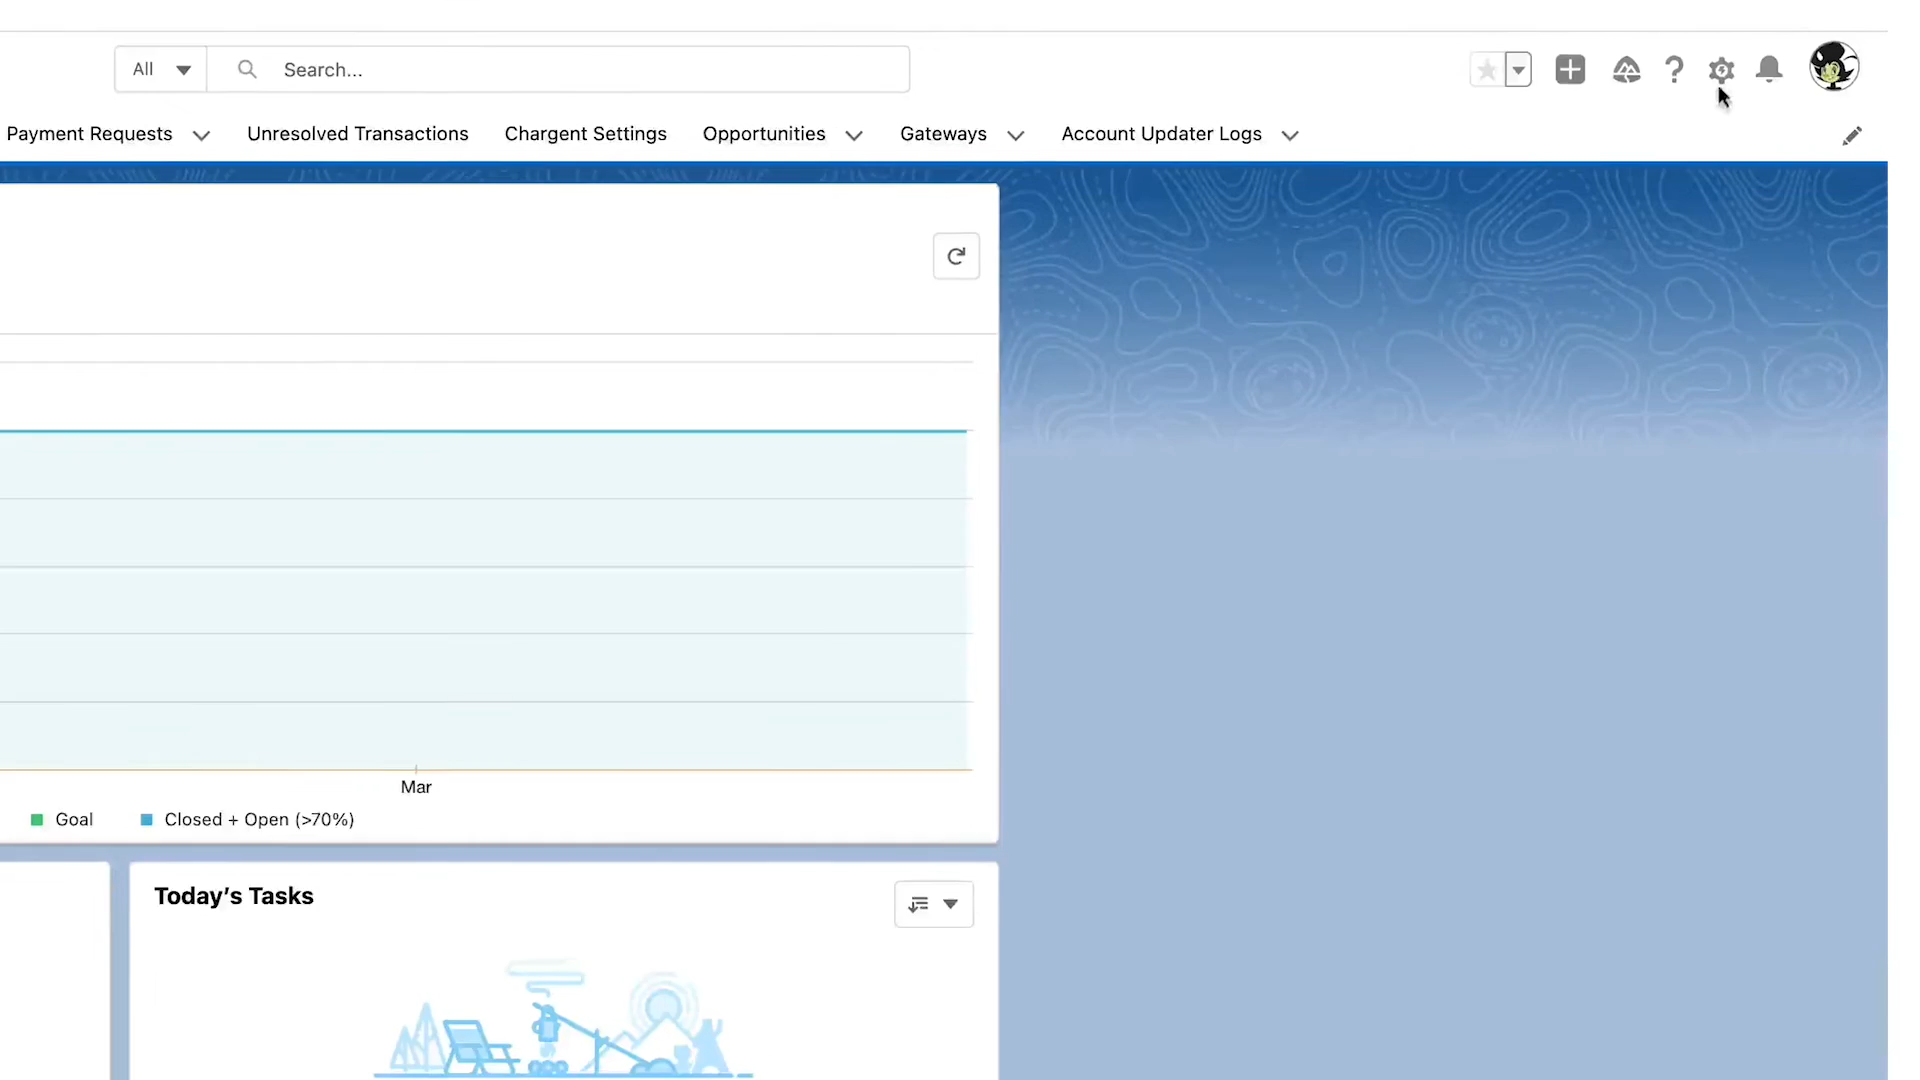 All
Search...
Payment Requests
Unresolved Transactions
Chargent Settings
Opportunities
Gateways
Account Updater Logs
Mar
Goal
Closed + Open (>70%)
Today's Tasks